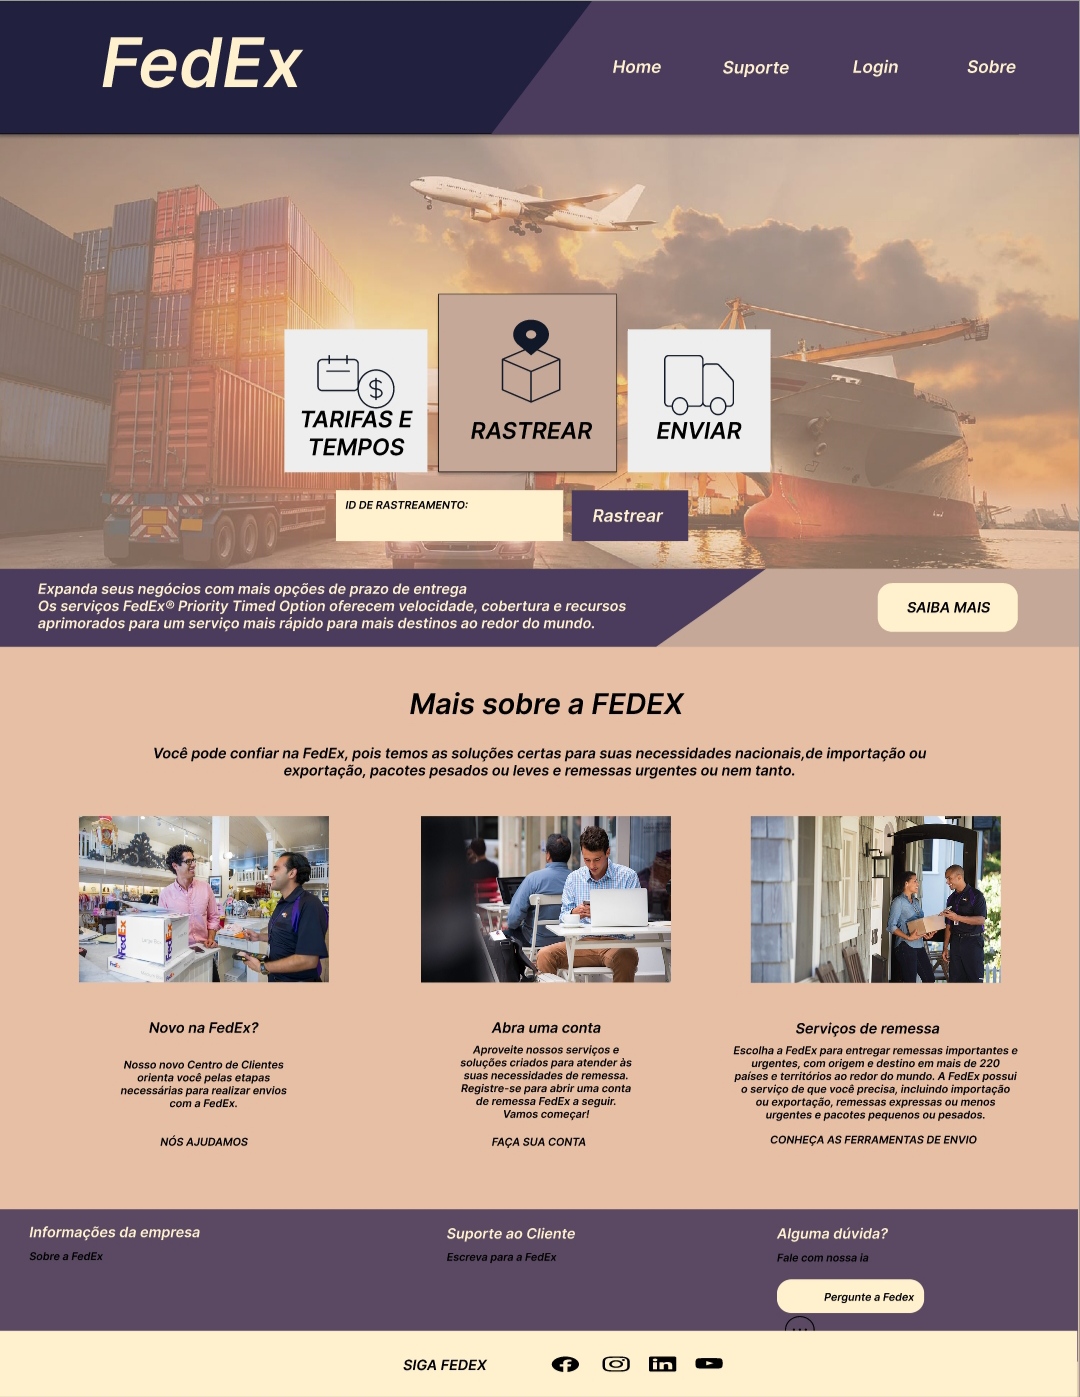 FedEx
Home
Suporte
Login
Sobre
TARIFAS E
TEMPOS
RASTREAR
ENVIAR
ID DE RASTREAMENTO:
Rastrear
Expanda seus negócios com mais opções de prazo de entrega
Os serviços FedEx® Priority Timed Option oferecem velocidade, cobertura e recursos
aprimorados para um serviço mais rápido para mais destinos ao redor do mundo.
SAIBA MAIS
Mais sobre a FEDEX
Você pode confiar na FedEx, pois temos as soluções certas para suas necessidades nacionais,de importação ou
exportação, pacotes pesados ou leves e remessas urgentes ou nem tanto.
FedEx
FedEx
Novo na FedEx?
Nosso novo Centro de Clientes
orienta você pelas etapas
necessárias para realizar envios
com a FedEx.
NÓS AJUDAMOS
Abra uma conta
Aproveite nossos serviços e
soluções criados para atender às
suas necessidades de remessa.
Registre-se para abrir uma conta
de remessa FedEx a seguir.
Vamos começar!
FAÇA SUA CONTA
Serviços de remessa
Escolha a FedEx para entregar remessas importantes e
urgentes, com origem e destino em mais de 220
países e territórios ao redor do mundo. A FedEx possui
o serviço de que você precisa, incluindo importação
ou exportação, remessas expressas ou menos
urgentes e pacotes pequenos ou pesados.
CONHEÇA AS FERRAMENTAS DE ENVIO
Informações da empresa
Sobre a FedEx
Suporte ao Cliente
Escreva para a FedEx
Alguma dúvida?
Fale com nossa ia
Pergunte a Fedex
SIGA FEDEX